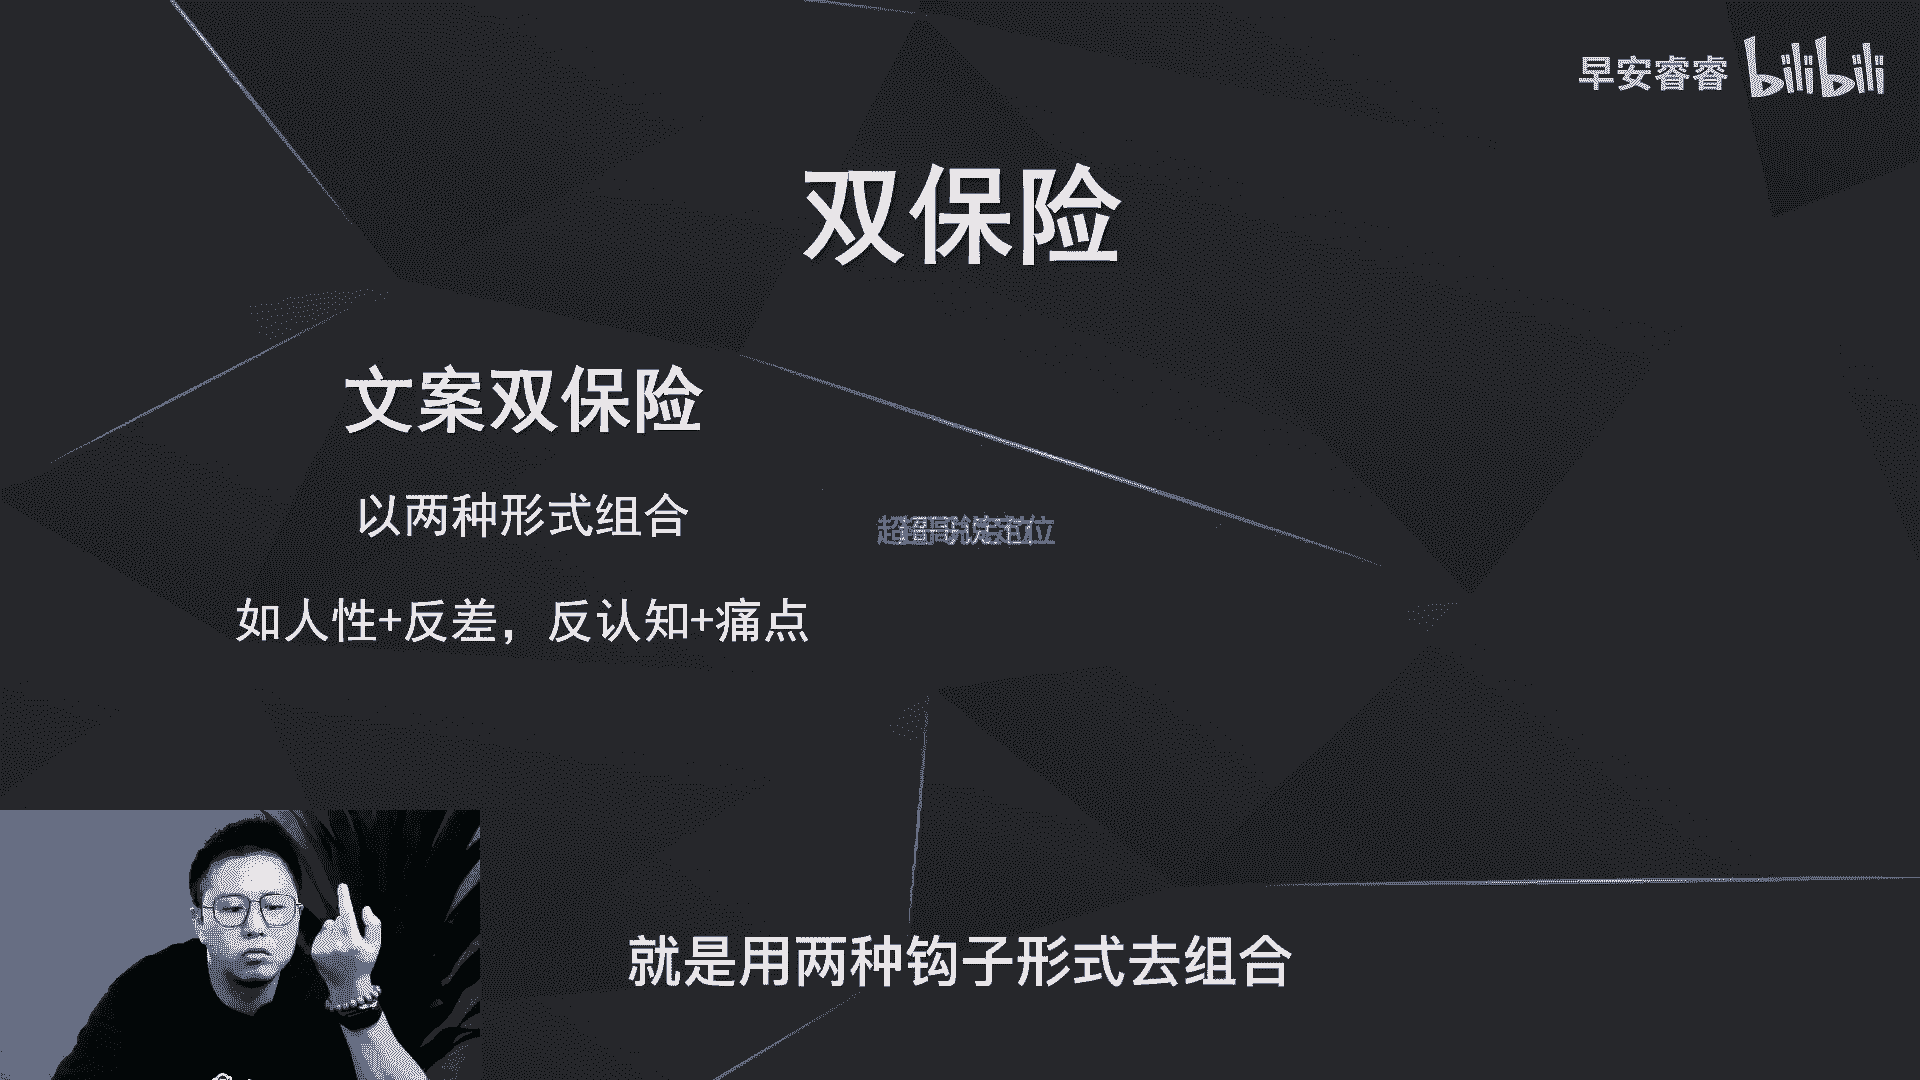 早安睿睿 bilibili
双保险
文案双保险
以两种形式组合
如人性+反差，反认知+痛点
就是用两种钩子形式去组合